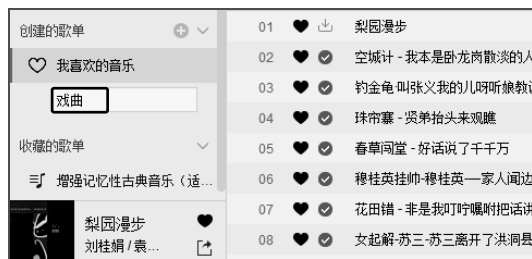 创建的歌单
我喜欢的音乐
戏曲
收藏的歌单
增强记忆性古典音乐（适...
梨园漫步
刘桂娟 / 袁...
01 梨园漫步
02 空城计 - 我本是卧龙岗散淡的人
03 钓金龟-叫张义我的儿呀听娘教
04 珠帘寨 - 贤弟抬头来观瞧
05 春草闯堂 - 好话说了千千万
06 穆桂英挂帅-穆桂英──家人闻边
07 花田错 - 非是我叮咛嘱咐把话
08 女起解-苏三-苏三离开了洪洞县